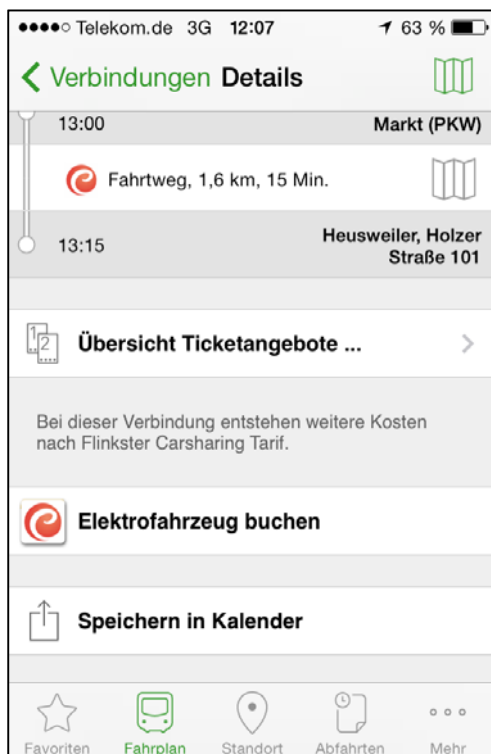 Telekom.de 3G 12:07 63 %
Verbindungen Details
13:00 Markt (PKW)
Fahrtweg, 1,6 km, 15 Min.
13:15 Heusweiler, Holzer
Straße 101
1
2
Übersicht Ticketangebote ...
Bei dieser Verbindung entstehen weitere Kosten
nach Flinkster Carsharing Tarif.
Elektrofahrzeug buchen
Speichern in Kalender
Favoriten Fahrplan Standort Abfahrten Mehr